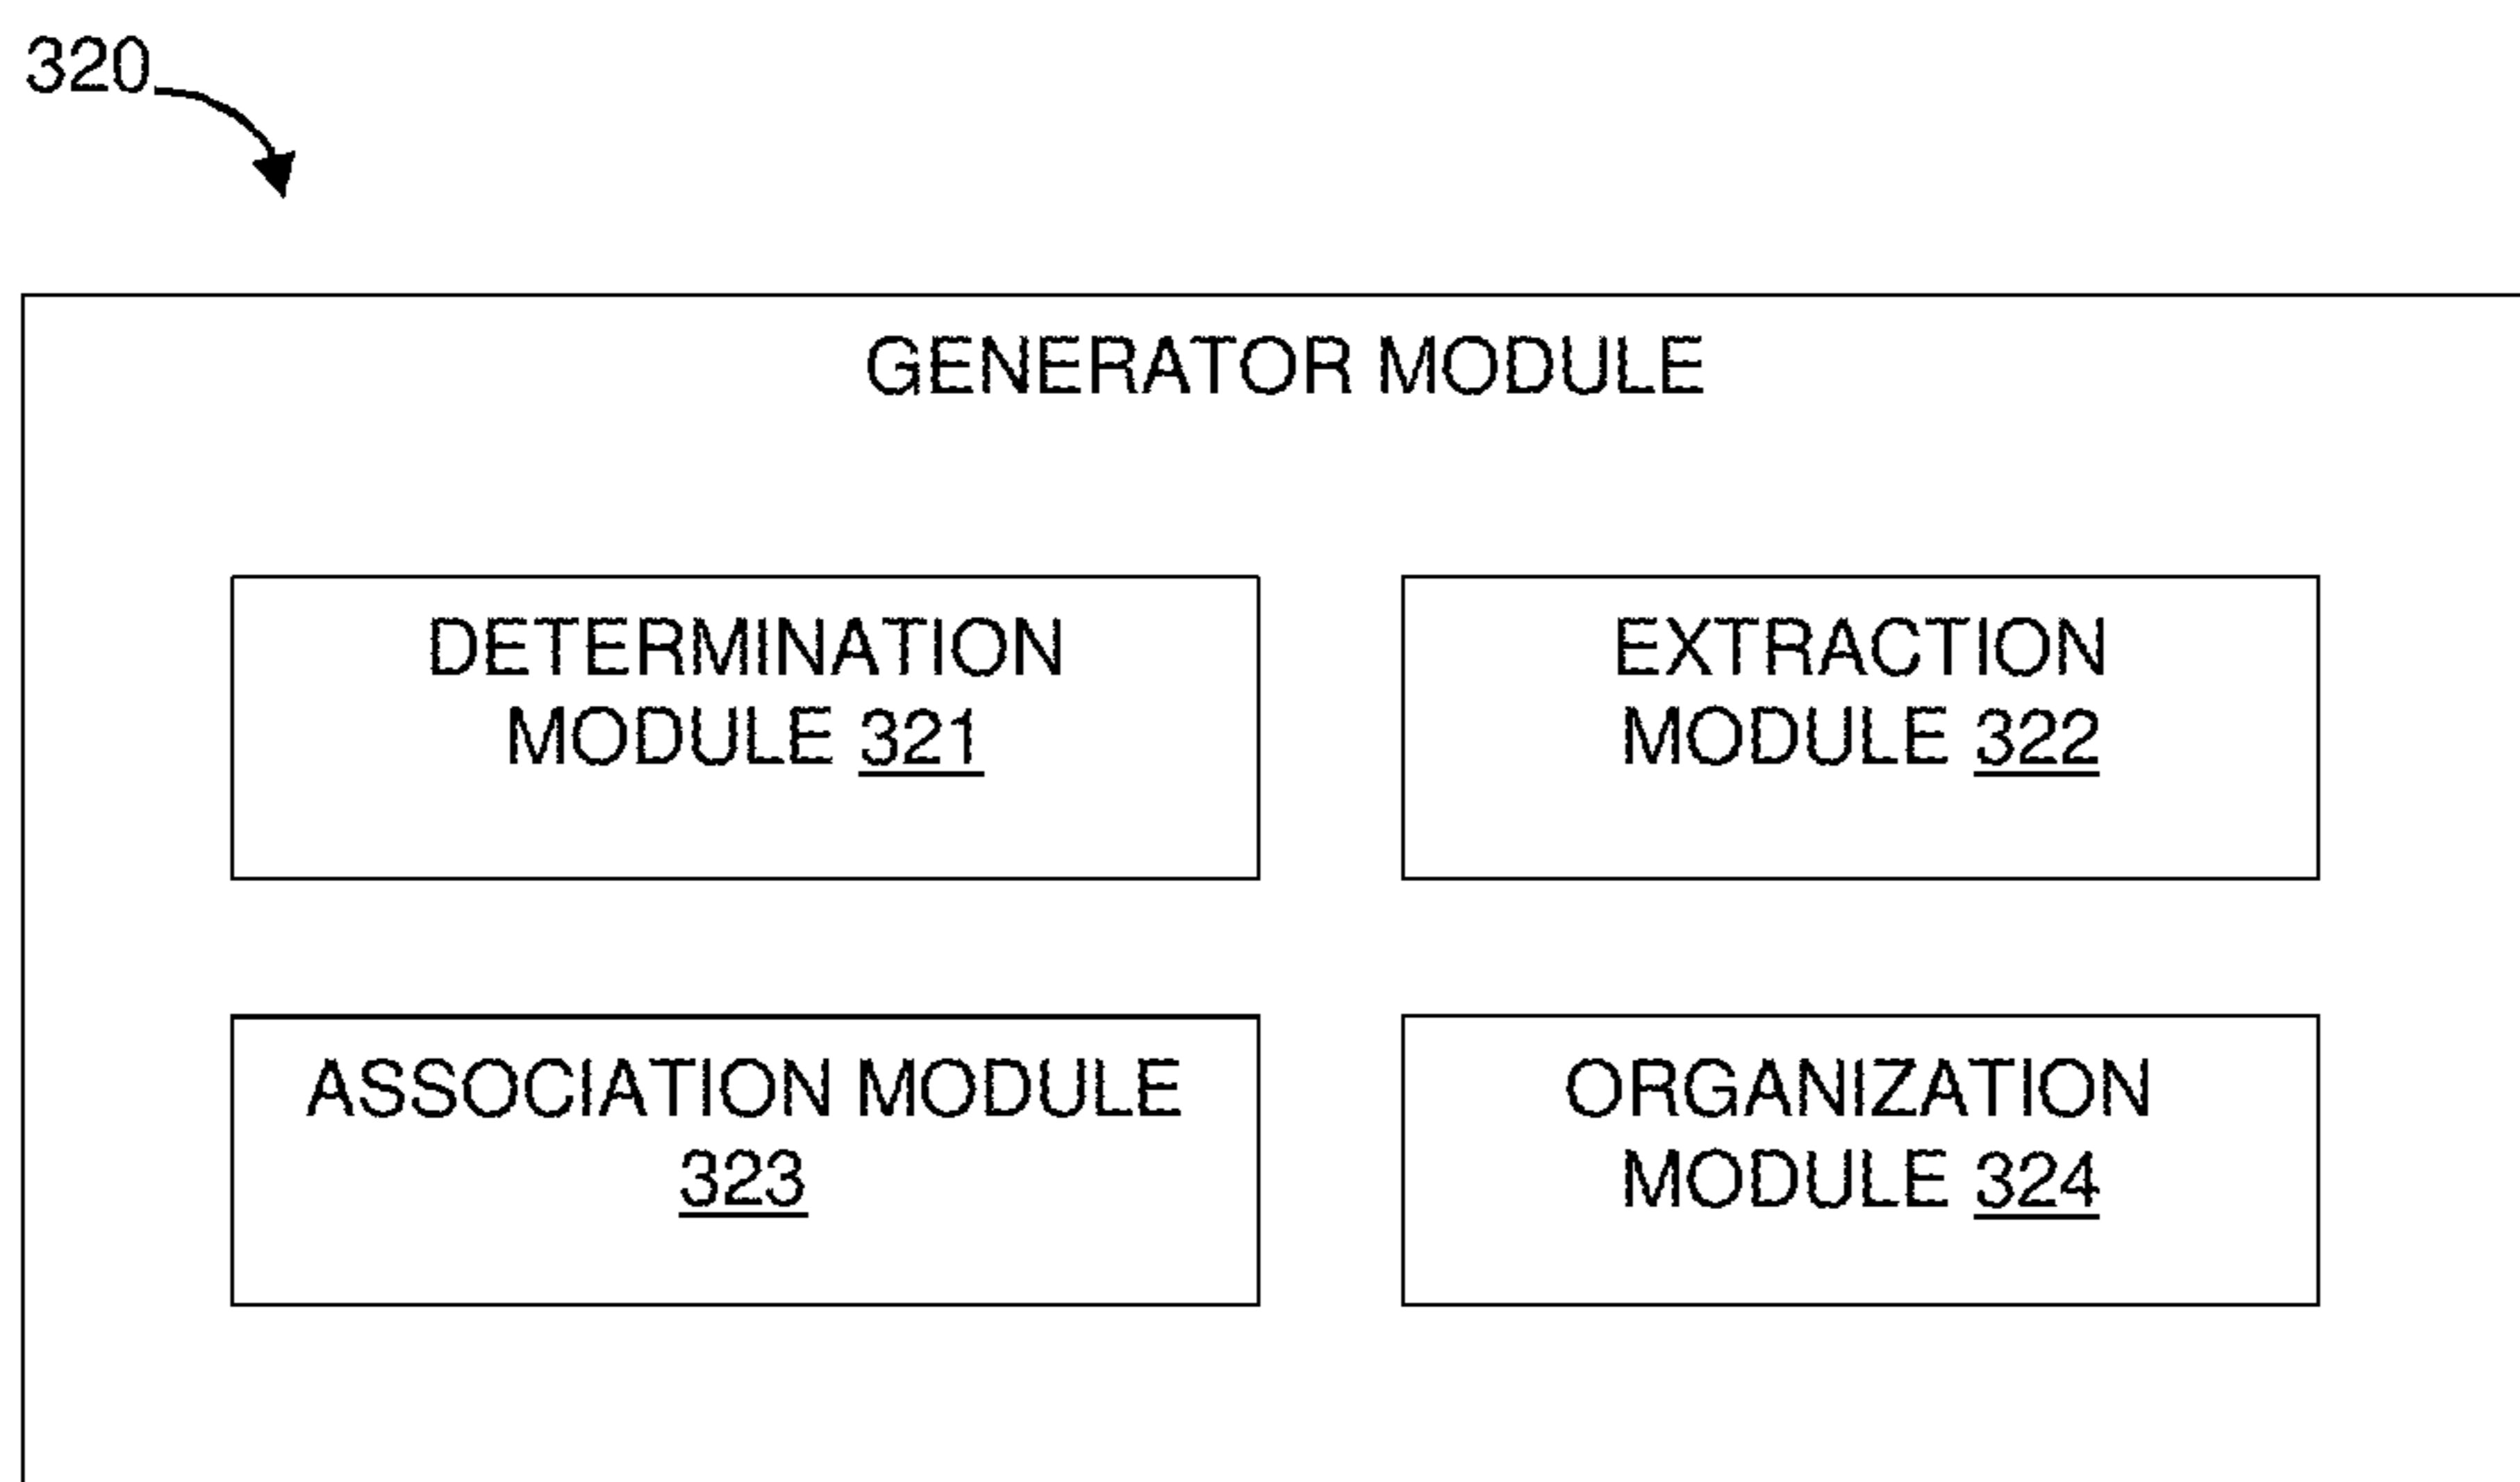 320
GENERATOR MODULE
DETERMINATION
MODULE 321
EXTRACTION
MODULE 322
ASSOCIATION MODULE
323
ORGANIZATION
MODULE 324